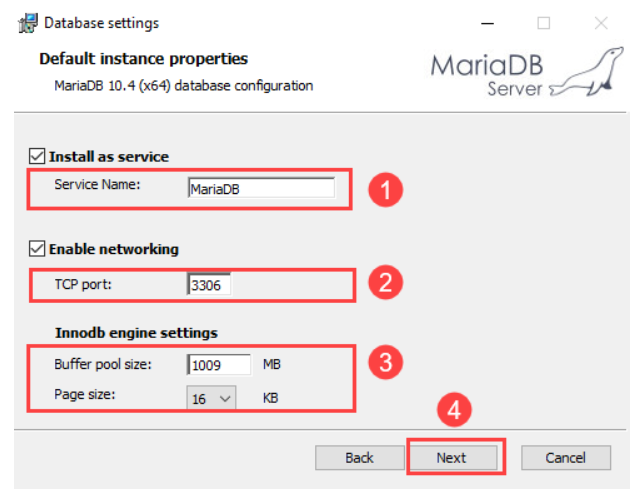 Database settings
Default instance properties
MariaDB 10.4 (x64) database configuration
MariaDB
Server
Install as service
Service Name: MariaDB
1
Enable networking
TCP port: 3306
2
Innodb engine settings
Buffer pool size: 1009 MB
3
Page size: 16 KB
4
Back Next Cancel